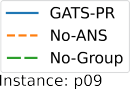 GATS-PR
No-ANS
No-Group
Instance: p09